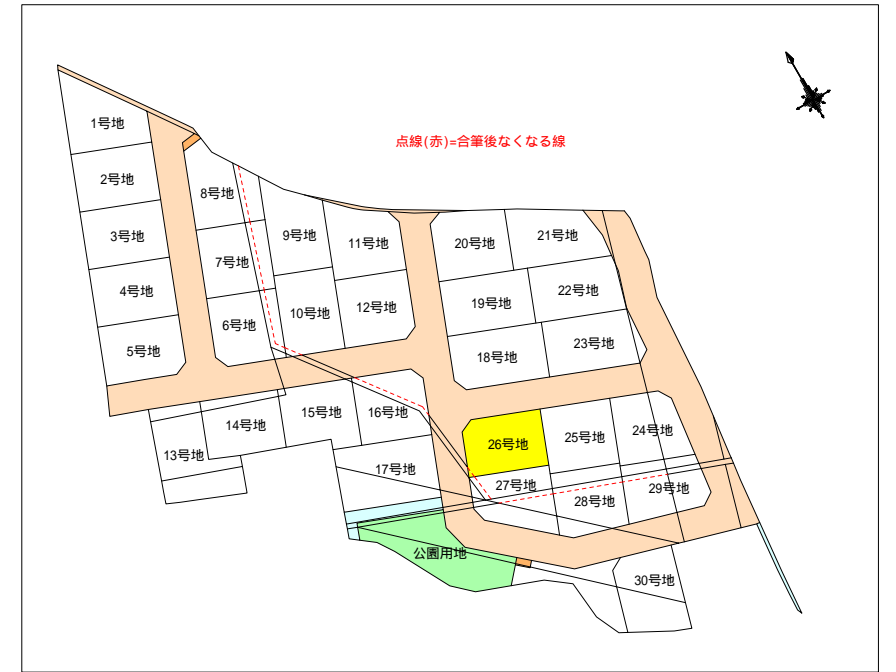 点線(赤)=合筆後なくなる線
1号地
2号地
3号地
4号地
5号地
8号地
7号地
6号地
9号地
10号地
11号地
12号地
20号地
21号地
19号地
22号地
18号地
23号地
13号地
14号地
15号地
16号地
17号地
26号地
25号地
24号地
27号地
28号地
29号地
公園用地
30号地